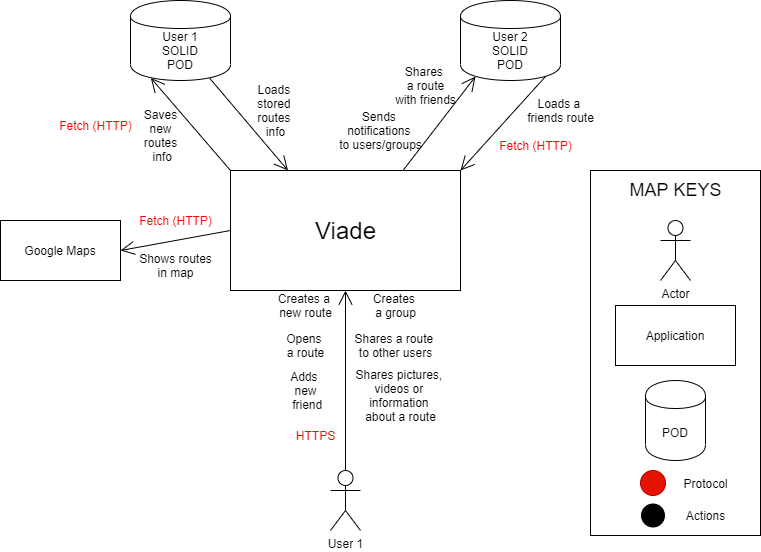 User 1
SOLID
POD
User 2
SOLID
POD
Loads
stored
routes
info
Fetch (HTTP)
Saves
new
routes
info
Shares
a route
with friends
Sends
notifications
to users/groups
Loads a
friends route
Fetch (HTTP)
Viade
Fetch (HTTP)
Google Maps
Shows routes
in map
Creates a
new route
Creates
a group
Opens
a route
Shares a route
to other users
Adds
new
friend
Shares pictures,
videos or
information
about a route
HTTPS
User 1
MAP KEYS
Actor
Application
POD
Protocol
Actions